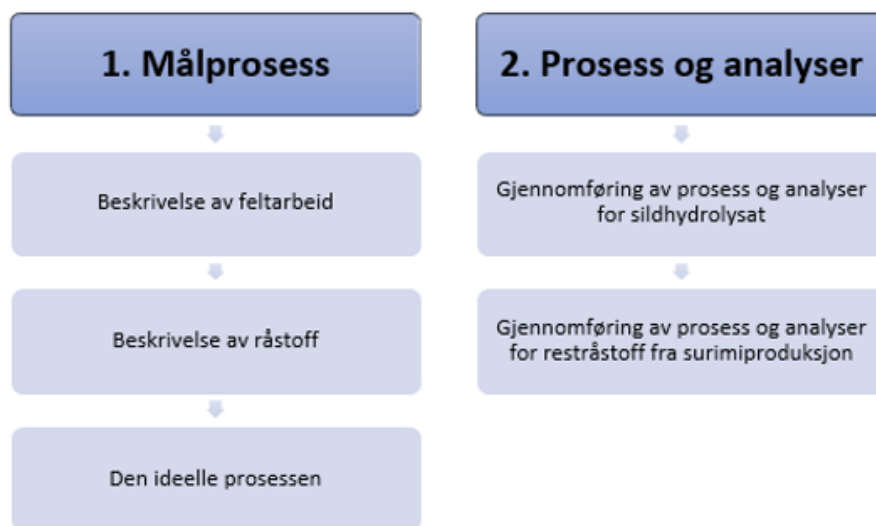 1. Målprosess
Beskrivelse av feltarbeid
Beskrivelse av råstoff
Den ideelle prosessen
2. Prosess og analyser
Gjennomføring av prosess og analyser
for sildhydrolysat
Gjennomføring av prosess og analyser
for restråstoff fra surimiproduksjon